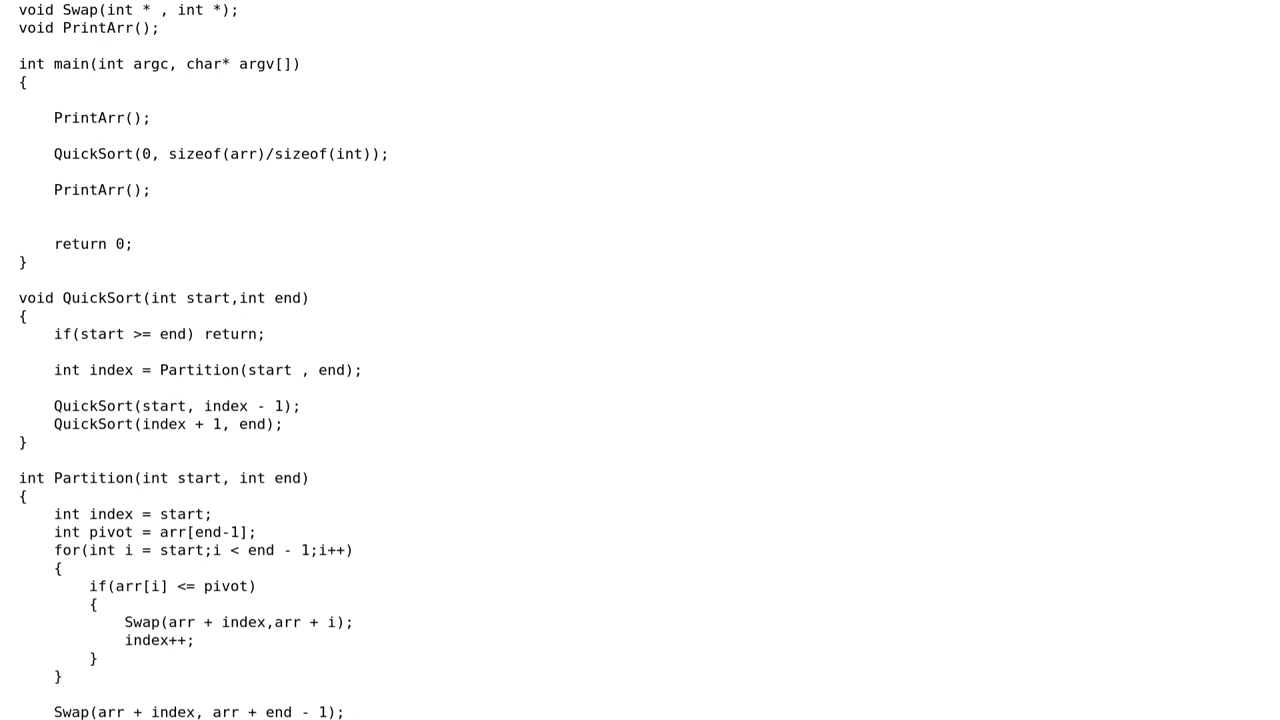 void Swap(int * , int *);
void PrintArr();
int main(int argc, char* argv[])
{
    PrintArr();
    QuickSort(0, sizeof(arr)/sizeof(int));
    PrintArr();
    return 0;
}
void QuickSort(int start,int end)
{
    if(start >= end) return;
    int index = Partition(start , end);
    QuickSort(start, index - 1);
    QuickSort(index + 1, end);
}
int Partition(int start, int end)
{
    int index = start;
    int pivot = arr[end-1];
    for(int i = start;i < end - 1;i++)
    {
        if(arr[i] <= pivot)
        {
            Swap(arr + index,arr + i);
            index++;
        }
    }
    Swap(arr + index, arr + end - 1);